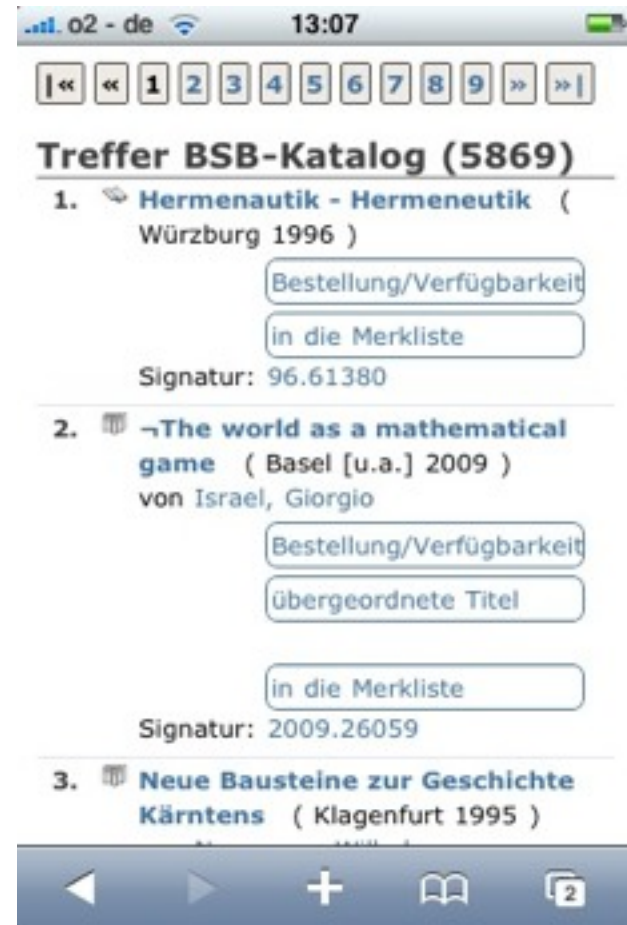 o2 - de 13:07
|« « 1 2 3 4 5 6 7 8 9 » »|
Treffer BSB-Katalog (5869)
1. Hermenautik - Hermeneutik (
Würzburg 1996 )
Bestellung/Verfügbarkeit
in die Merkliste
Signatur: 96.61380
2. ¬The world as a mathematical
game ( Basel [u.a.] 2009 )
von Israel, Giorgio
Bestellung/Verfügbarkeit
übergeordnete Titel
in die Merkliste
Signatur: 2009.26059
3. Neue Bausteine zur Geschichte
Kärntens ( Klagenfurt 1995 )
2